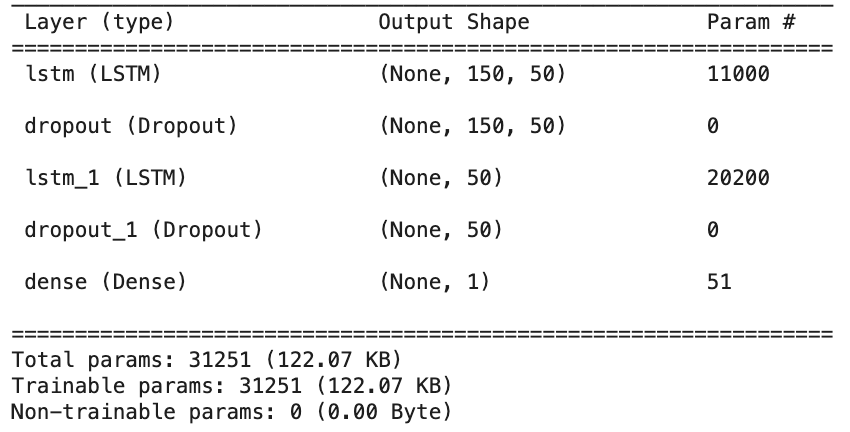 Layer (type) Output Shape Param #
=================================================================
lstm (LSTM) (None, 150, 50) 11000
dropout (Dropout) (None, 150, 50) 0
lstm_1 (LSTM) (None, 50) 20200
dropout_1 (Dropout) (None, 50) 0
dense (Dense) (None, 1) 51
=================================================================
Total params: 31251 (122.07 KB)
Trainable params: 31251 (122.07 KB)
Non-trainable params: 0 (0.00 Byte)